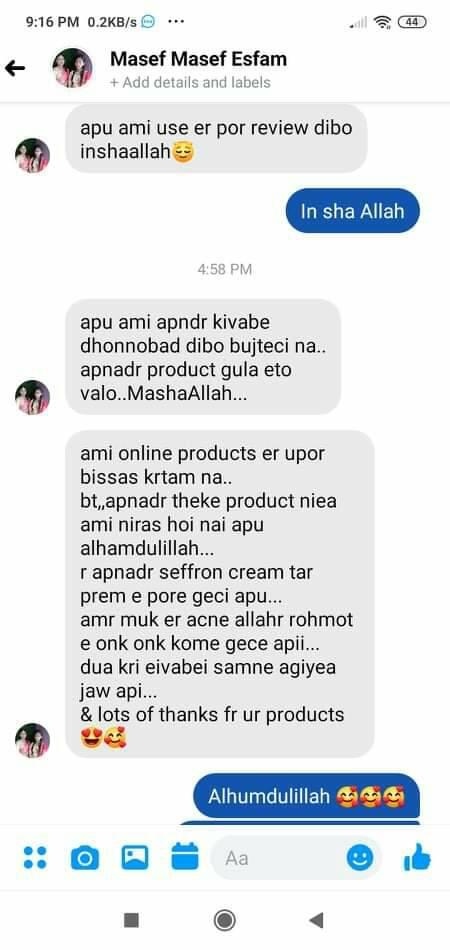 9:16 PM 0.2KB/s
44
Masef Masef Esfam
+ Add details and labels
apu ami use er por review dibo
inshaallah😌
In sha Allah
4:58 PM
apu ami apndr kivabe
dhonnobad dibo bujteci na..
apnadr product gula eto
valo..MashaAllah...
ami online products er upor
bissas krtam na..
bt,,apnadr theke product niea
ami niras hoi nai apu
alhamdulillah...
r apnadr seffron cream tar
prem e pore geci apu...
amr muk er acne allahr rohmot
e onk onk kome gece apii...
dua kri eivabei samne agiyea
jaw api...
& lots of thanks fr ur products
😍🥰
Alhumdulillah 🥰🥰🥰
Aa